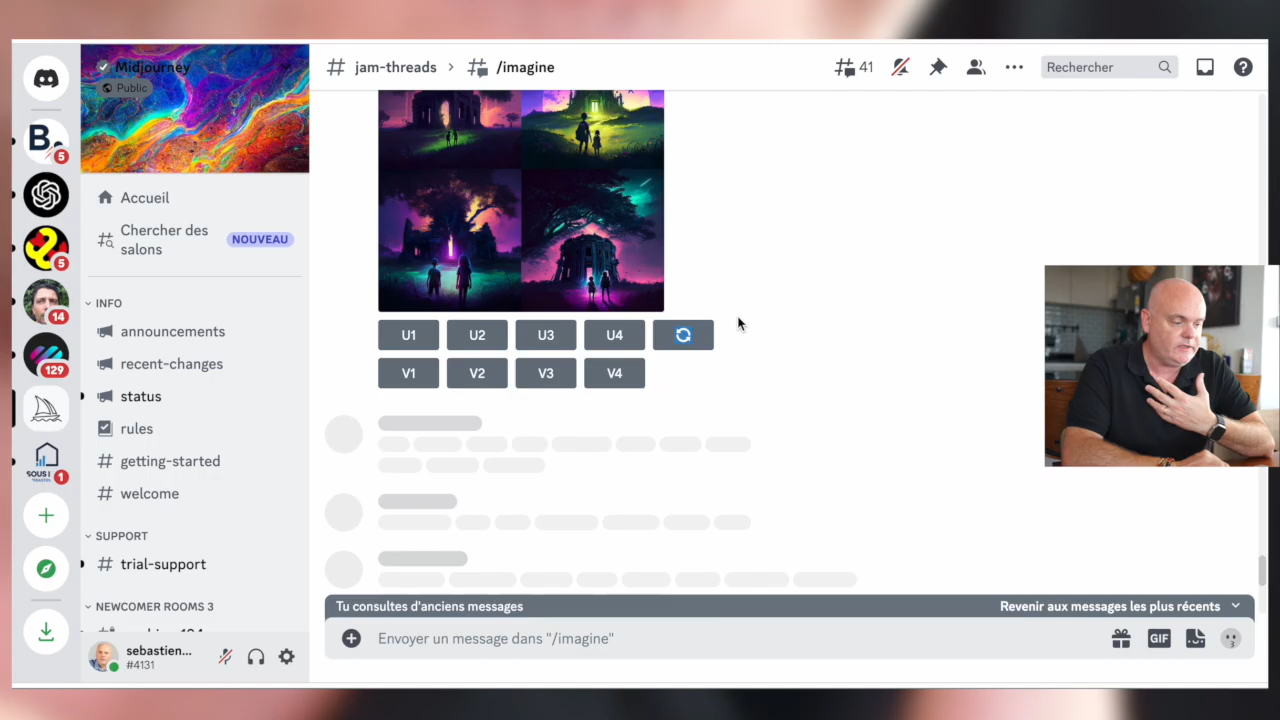 Midjourney
Public
jam-threads
/imagine
41
Rechercher
B.
5
Accueil
Chercher des
salons
NOUVEAU
5
INFO
14
announcements
129
recent-changes
status
rules
getting-started
SOUS 1
1
welcome
SUPPORT
trial-support
NEWCOMER ROOMS 3
sebastien...
#4131
U1
U2
U3
U4
V1
V2
V3
V4
Tu consultes d'anciens messages
Revenir aux messages les plus récents
Envoyer un message dans "/imagine"
GIF